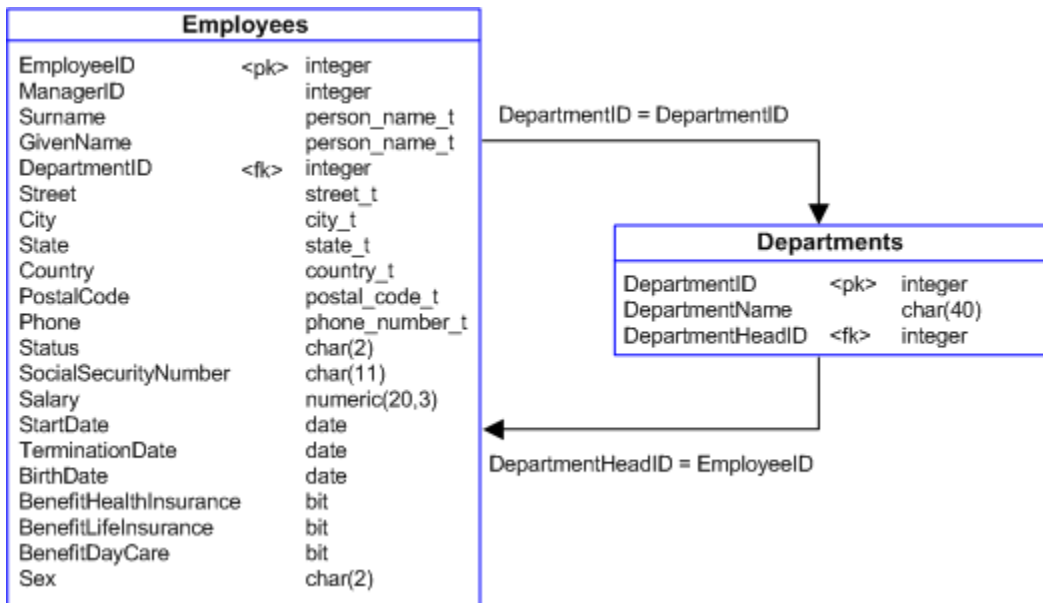 Employees
EmployeeID <pk> integer
ManagerID integer
Surname person_name_t
GivenName person_name_t
DepartmentID <fk> integer
Street street_t
City city_t
State state_t
Country country_t
PostalCode postal_code_t
Phone phone_number_t
Status char(2)
SocialSecurityNumber char(11)
Salary numeric(20,3)
StartDate date
TerminationDate date
BirthDate date
BenefitHealthInsurance bit
BenefitLifeInsurance bit
BenefitDayCare bit
Sex char(2)
DepartmentID = DepartmentID
Departments
DepartmentID <pk> integer
DepartmentName char(40)
DepartmentHeadID <fk> integer
DepartmentHeadID = EmployeeID